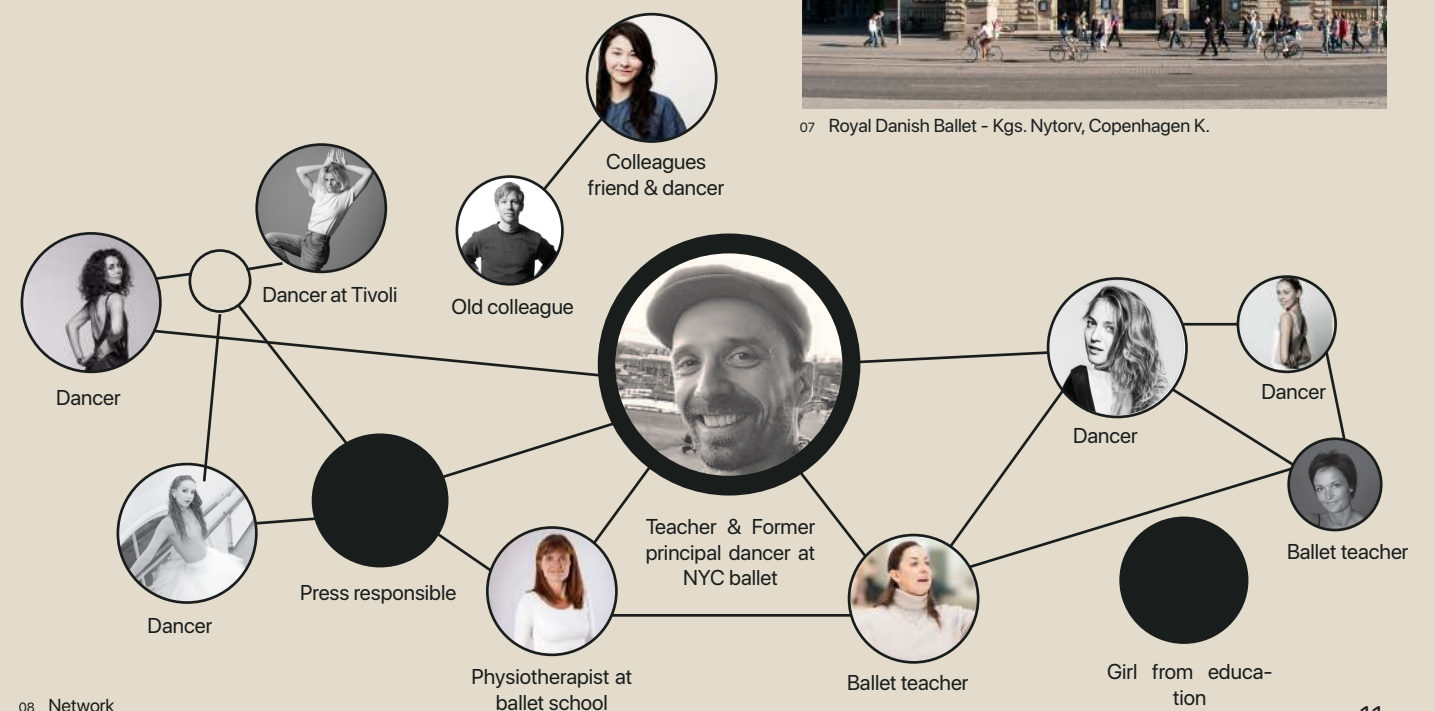 07 Royal Danish Ballet - Kgs. Nytorv, Copenhagen K.
Colleagues
friend & dancer
Dancer at Tivoli
Old colleague
Dancer
Dancer
Dancer
Teacher & Former
principal dancer at
NYC ballet
Ballet teacher
Press responsible
Dancer
Physiotherapist at
ballet school
Ballet teacher
Girl from educa-
tion
08 Network
11